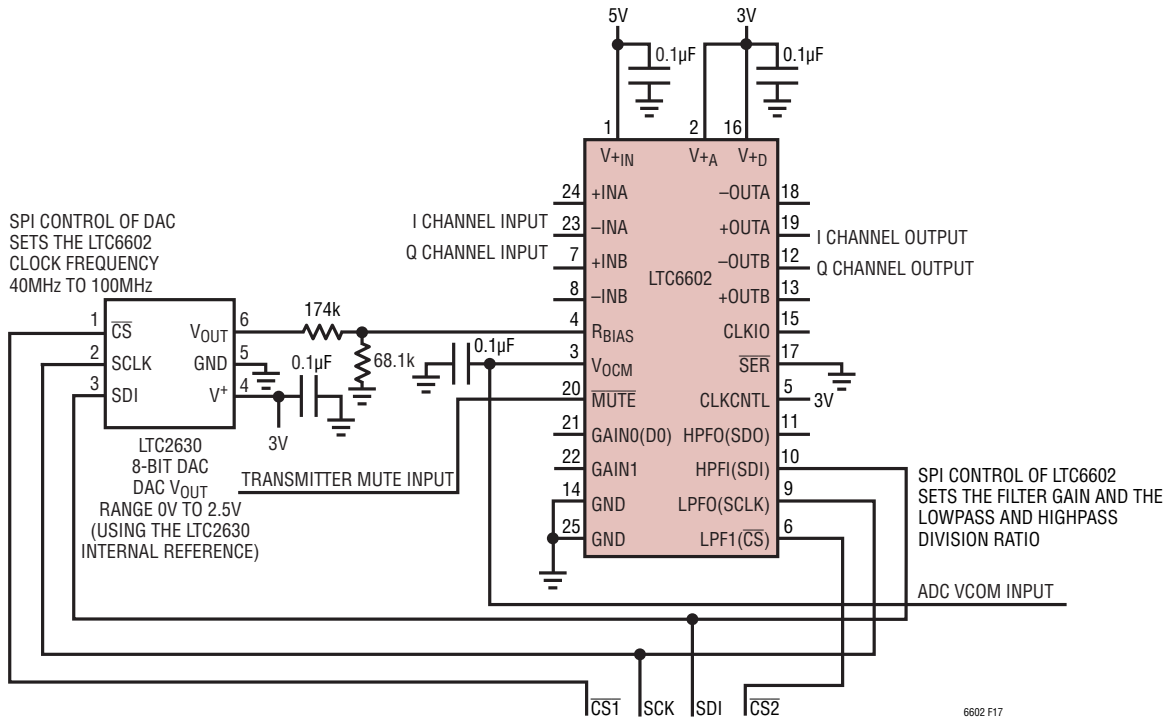 5V
3V
0.1µF
0.1µF
1
2
16
V+IN
V+A
V+D
24
+INA
–OUTA
18
SPI CONTROL OF DAC
SETS THE LTC6602
CLOCK FREQUENCY
40MHz TO 100MHz
I CHANNEL INPUT
23
–INA
+OUTA
19
I CHANNEL OUTPUT
Q CHANNEL INPUT
7
+INB
–OUTB
12
Q CHANNEL OUTPUT
LTC6602
8
–INB
+OUTB
13
1
CS
VOUT
6
174k
4
RBIAS
CLKIO
15
2
SCLK
GND
5
0.1µF
68.1k
0.1µF
3
VOCM
SER
17
3
SDI
V+
4
20
MUTE
CLKCNTL
5
3V
3V
21
GAIN0(D0)
HPFO(SDO)
11
LTC2630
8-BIT DAC
DAC VOUT
RANGE 0V TO 2.5V
(USING THE LTC2630
INTERNAL REFERENCE)
TRANSMITTER MUTE INPUT
22
GAIN1
HPFI(SDI)
10
SPI CONTROL OF LTC6602
SETS THE FILTER GAIN AND THE
LOWPASS AND HIGHPASS
DIVISION RATIO
14
GND
LPFO(SCLK)
9
25
GND
LPF1(CS)
6
ADC VCOM INPUT
CS1
SCK
SDI
CS2
6602 F17